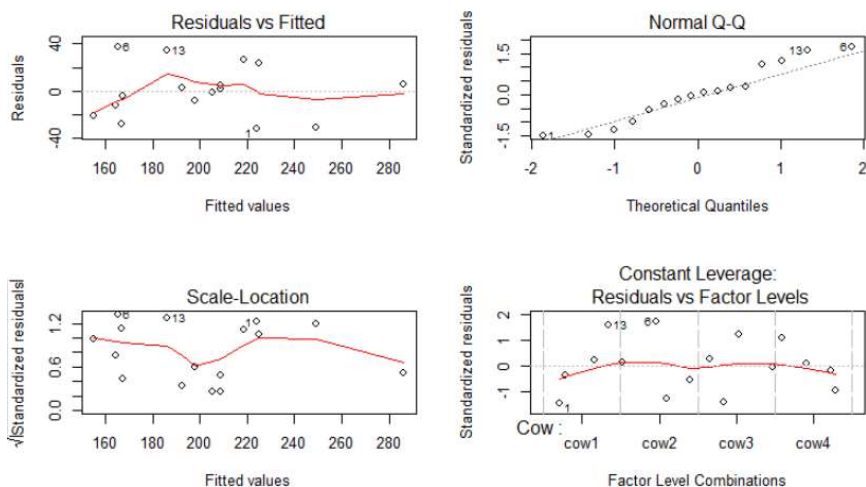 Residuals vs Fitted
Residuals
40
0
-40
6
13
1
160 180 200 220 240 260 280
Fitted values
Normal Q-Q
Standardized residuals
1.5
0.0
-1.5
1
13
6
-2 -1 0 1 2
Theoretical Quantiles
Scale-Location
√|Standardized residuals
1.2
0.6
0.0
6
13
1
160 180 200 220 240 260 280
Fitted values
Constant Leverage:
Residuals vs Factor Levels
Standardized residuals
2
1
0
-1
13
6
1
Cow :
cow1 cow2 cow3 cow4
Factor Level Combinations